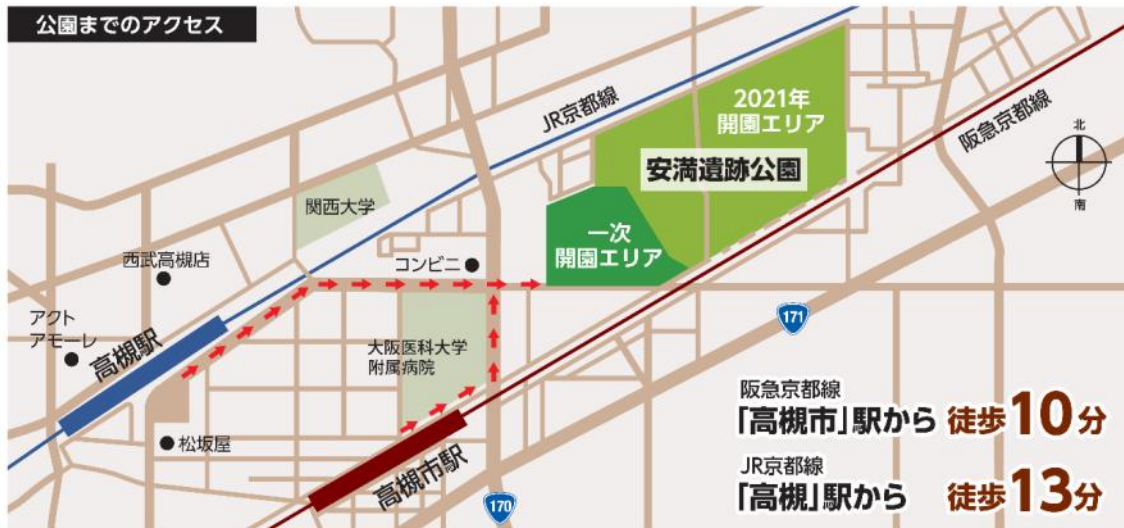 公園までのアクセス
JR京都線
2021年
開園エリア
阪急京都線
安満遺跡公園
北
南
関西大学
一次
開園エリア
西武高槻店
コンビニ
アクト
アモーレ
高槻駅
171
大阪医科大学
附属病院
松坂屋
高槻市駅
170
阪急京都線
「高槻市」駅から 徒歩10分
JR京都線
「高槻」駅から 徒歩13分